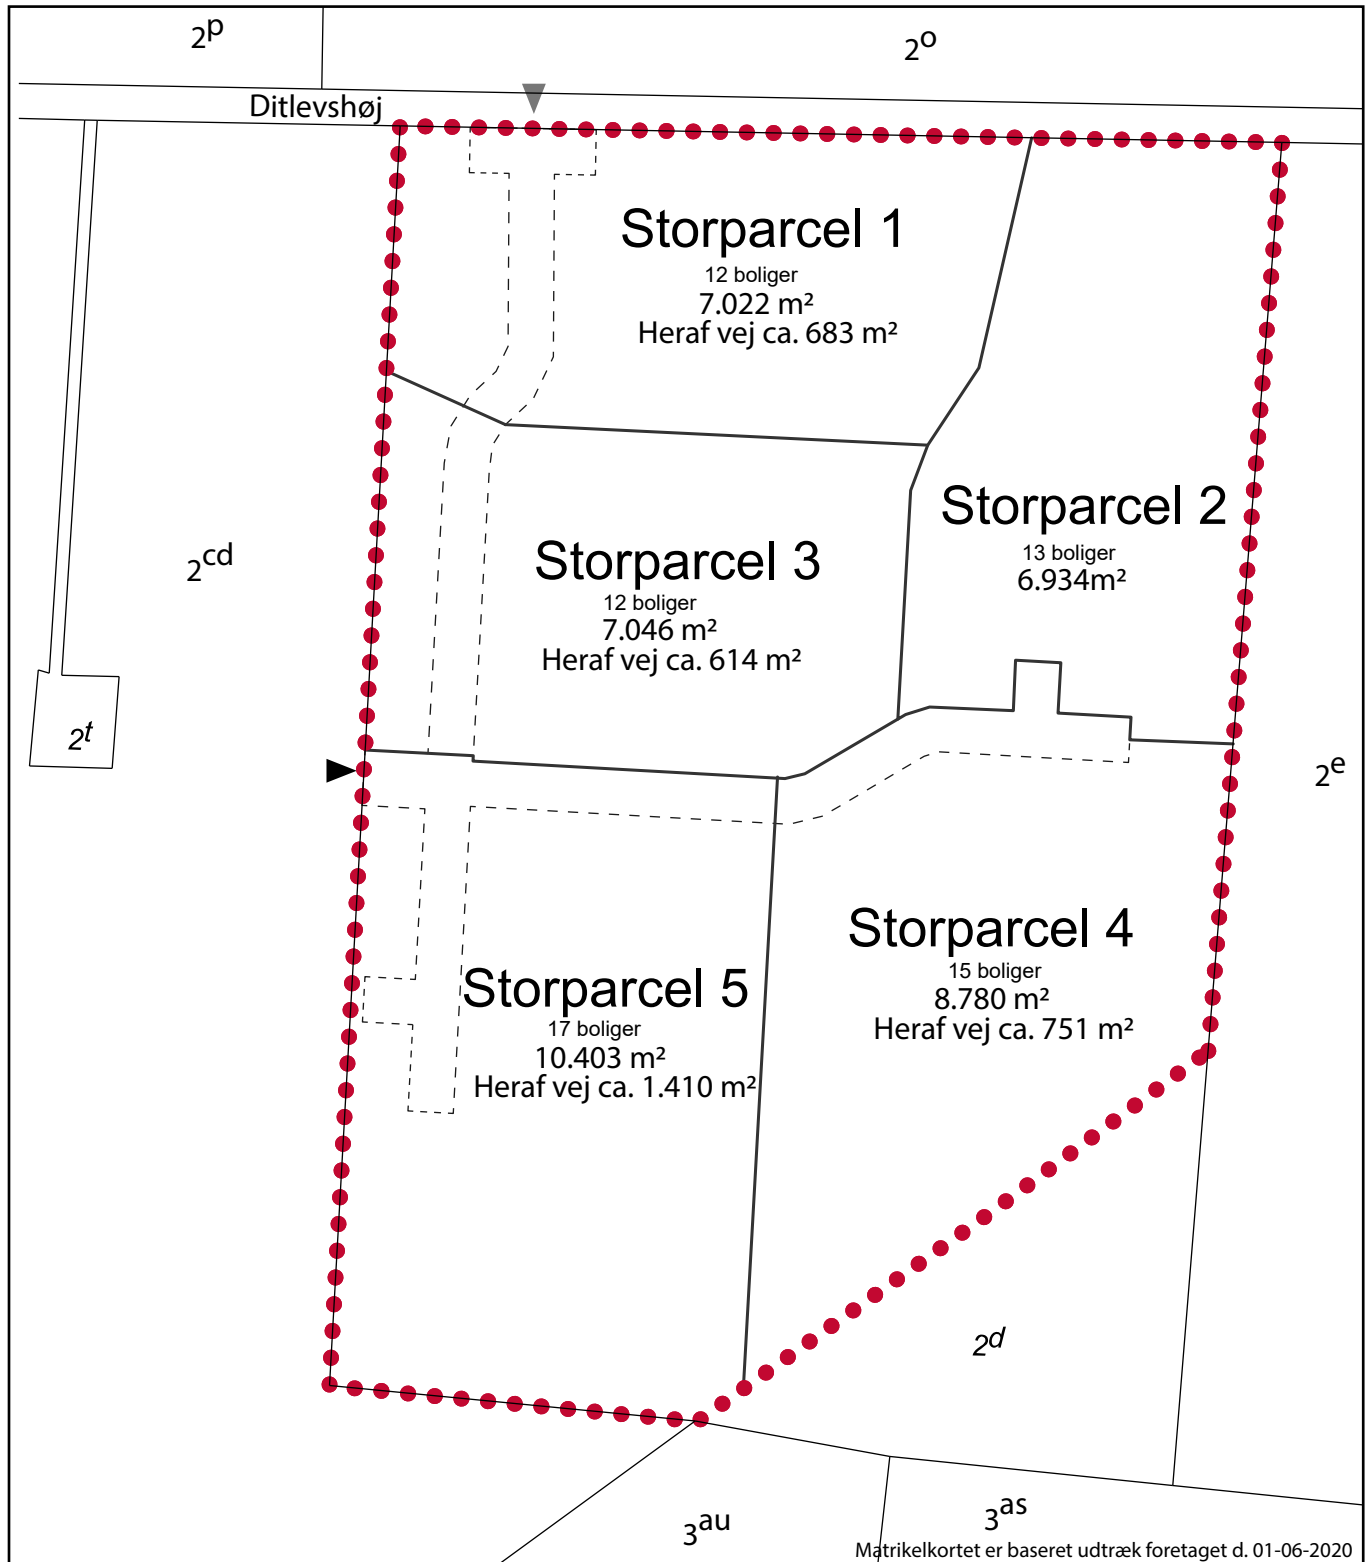 2p
2o
Ditlevshøj
Storparcel 1
12 boliger
7.022 m²
Heraf vej ca. 683 m²
Storparcel 2
13 boliger
6.934m²
Storparcel 3
12 boliger
7.046 m²
Heraf vej ca. 614 m²
2cd
2t
2e
Storparcel 4
15 boliger
8.780 m²
Heraf vej ca. 751 m²
Storparcel 5
17 boliger
10.403 m²
Heraf vej ca. 1.410 m²
2d
3au
3as
Matrikelkortet er baseret udtræk foretaget d. 01-06-2020